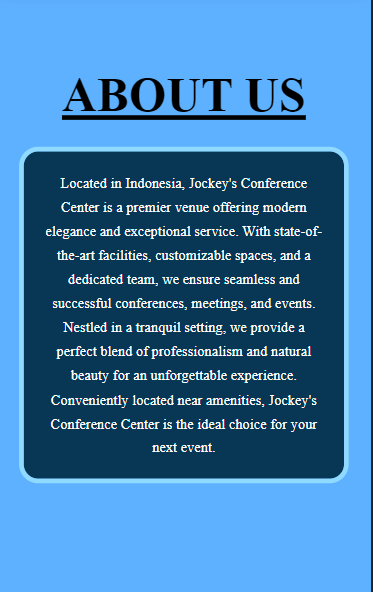 ABOUT US
Located in Indonesia, Jockey's Conference
Center is a premier venue offering modern
elegance and exceptional service. With state-of-
the-art facilities, customizable spaces, and a
dedicated team, we ensure seamless and
successful conferences, meetings, and events.
Nestled in a tranquil setting, we provide a
perfect blend of professionalism and natural
beauty for an unforgettable experience.
Conveniently located near amenities, Jockey's
Conference Center is the ideal choice for your
next event.